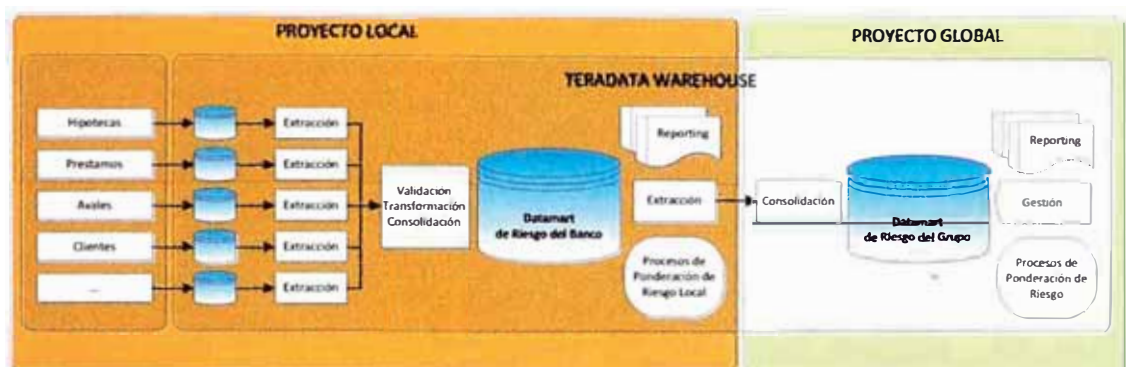 PROYECTO LOCAL
PROYECTO GLOBAL
TERADATA WAREHOUSE
Hipotecas
Extracción
Prestamos
Extracción
Avales
Extracción
Clientes
Extracción
...
Extracción
Validación
Transformación
Consolidación
Datamart
de Riesgo del Banco
Reporting
Extracción
Procesos de
Ponderación de
Riesgo Local
Consolidación
Datamart
de Riesgo del Grupo
Reporting
Gestión
Procesos de
Ponderación de
Riesgo